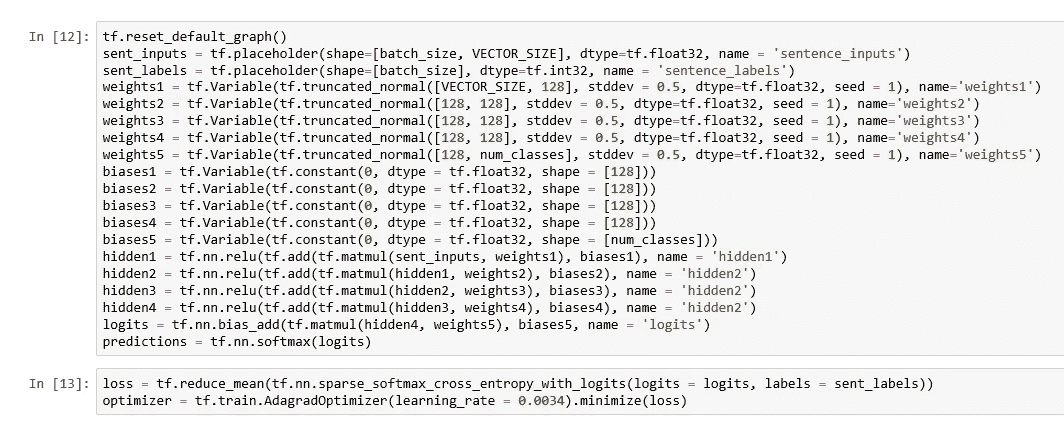 In [12]: tf.reset_default_graph()
sent_inputs = tf.placeholder(shape=[batch_size, VECTOR_SIZE], dtype=tf.float32, name = 'sentence_inputs')
sent_labels = tf.placeholder(shape=[batch_size], dtype=tf.int32, name = 'sentence_labels')
weights1 = tf.Variable(tf.truncated_normal([VECTOR_SIZE, 128], stddev = 0.5, dtype=tf.float32, seed = 1), name='weights1')
weights2 = tf.Variable(tf.truncated_normal([128, 128], stddev = 0.5, dtype=tf.float32, seed = 1), name='weights2')
weights3 = tf.Variable(tf.truncated_normal([128, 128], stddev = 0.5, dtype=tf.float32, seed = 1), name='weights3')
weights4 = tf.Variable(tf.truncated_normal([128, 128], stddev = 0.5, dtype=tf.float32, seed = 1), name='weights4')
weights5 = tf.Variable(tf.truncated_normal([128, num_classes], stddev = 0.5, dtype=tf.float32, seed = 1), name='weights5')
biases1 = tf.Variable(tf.constant(0, dtype = tf.float32, shape = [128]))
biases2 = tf.Variable(tf.constant(0, dtype = tf.float32, shape = [128]))
biases3 = tf.Variable(tf.constant(0, dtype = tf.float32, shape = [128]))
biases4 = tf.Variable(tf.constant(0, dtype = tf.float32, shape = [128]))
biases5 = tf.Variable(tf.constant(0, dtype = tf.float32, shape = [num_classes]))
hidden1 = tf.nn.relu(tf.add(tf.matmul(sent_inputs, weights1), biases1), name = 'hidden1')
hidden2 = tf.nn.relu(tf.add(tf.matmul(hidden1, weights2), biases2), name = 'hidden2')
hidden3 = tf.nn.relu(tf.add(tf.matmul(hidden2, weights3), biases3), name = 'hidden2')
hidden4 = tf.nn.relu(tf.add(tf.matmul(hidden3, weights4), biases4), name = 'hidden2')
logits = tf.nn.bias_add(tf.matmul(hidden4, weights5), biases5, name = 'logits')
predictions = tf.nn.softmax(logits)
In [13]: loss = tf.reduce_mean(tf.nn.sparse_softmax_cross_entropy_with_logits(logits = logits, labels = sent_labels))
optimizer = tf.train.AdagradOptimizer(learning_rate = 0.0034).minimize(loss)